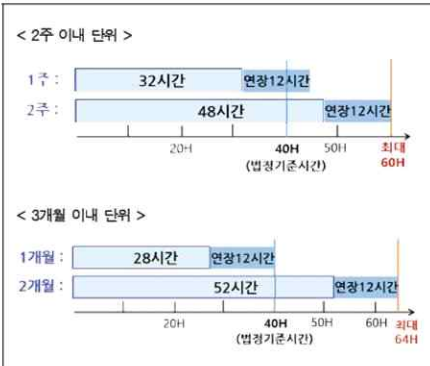 < 2주 이내 단위 >
1주 : 32시간 연장12시간
2주 : 48시간 연장12시간
20H 40H 50H 최대
(법정기준시간) 60H
< 3개월 이내 단위 >
1개월 : 28시간 연장12시간
2개월 : 52시간 연장12시간
20H 40H 50H 60H 최대
(법정기준시간) 64H